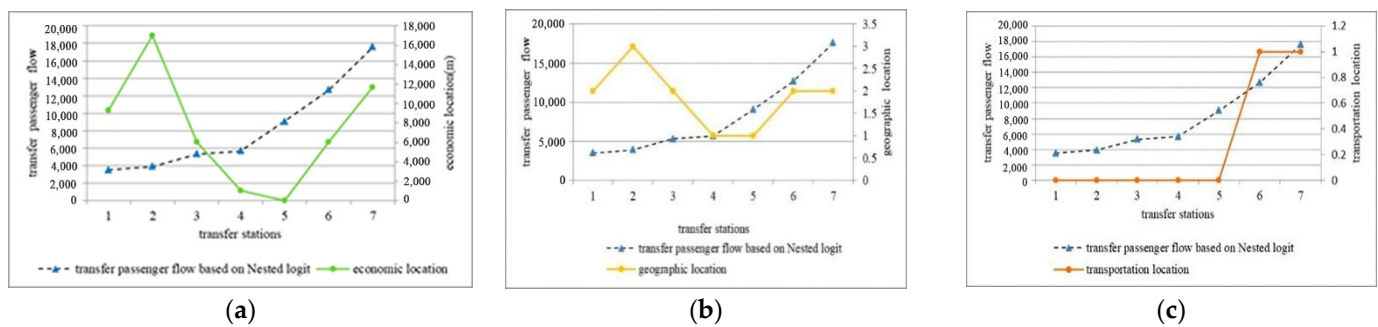 20,000
18,000
16,000
14,000
12,000
10,000
8,000
6,000
4,000
2,000
0
transfer passenger flow
18,000
16,000
14,000
12,000
10,000
8,000
6,000
4,000
2,000
0
economic location(m)
1 2 3 4 5 6 7
transfer stations
transfer passenger flow based on Nested logit economic location
(a)
20,000
15,000
10,000
5,000
0
transfer passenger flow
3.5
3
2.5
2
1.5
1
0.5
0
geographic location
1 2 3 4 5 6 7
transfer stations
transfer passenger flow based on Nested logit
geographic location
(b)
20,000
18,000
16,000
14,000
12,000
10,000
8,000
6,000
4,000
2,000
0
transfer passenger flow
1.2
1
0.8
0.6
0.4
0.2
0
transportation location
1 2 3 4 5 6 7
transfer stations
transfer passenger flow based on Nested logit
transportation location
(c)